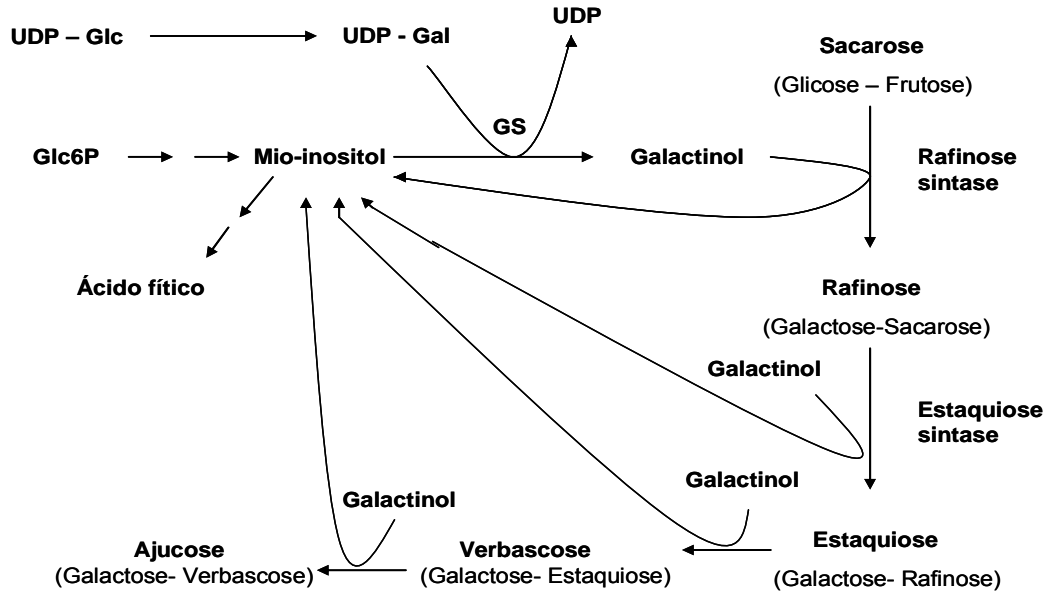 UDP
UDP – Glc
UDP - Gal
Sacarose
(Glicose – Frutose)
GS
Glc6P
Mio-inositol
Galactinol
Rafinose
sintase
Ácido fítico
Rafinose
(Galactose-Sacarose)
Galactinol
Estaquiose
sintase
Galactinol
Galactinol
Estaquiose
(Galactose- Rafinose)
Verbascose
(Galactose- Estaquiose)
Ajucose
(Galactose- Verbascose)